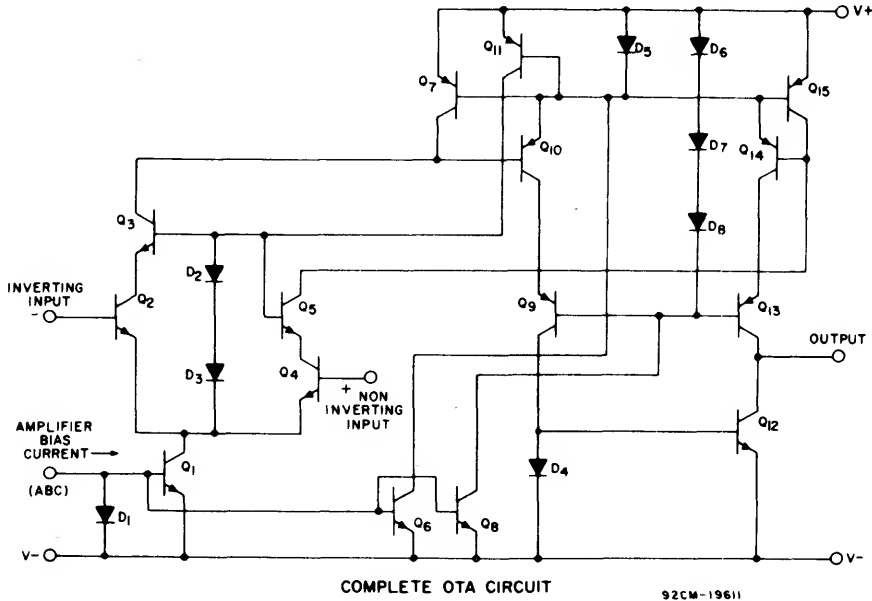 V+
Q11
D5
D6
Q7
Q15
Q10
D7
Q14
Q3
D8
D2
INVERTING
INPUT
-
Q2
Q5
Q9
Q13
OUTPUT
D3
Q4
+
NON
INVERTING
INPUT
AMPLIFIER
BIAS
CURRENT
(ABC)
Q1
Q12
D4
D1
Q6
Q8
V-
V-
COMPLETE OTA CIRCUIT
92CM-19611